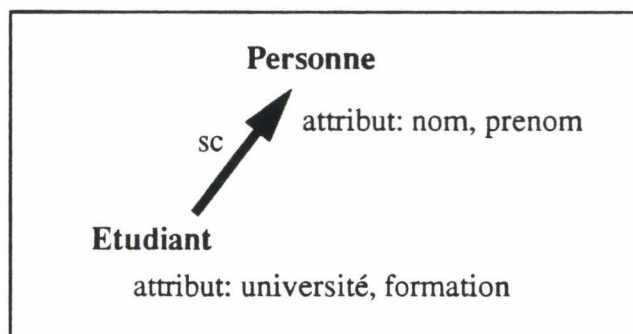 Personne
attribut: nom, prenom
sc
Etudiant
attribut: université, formation